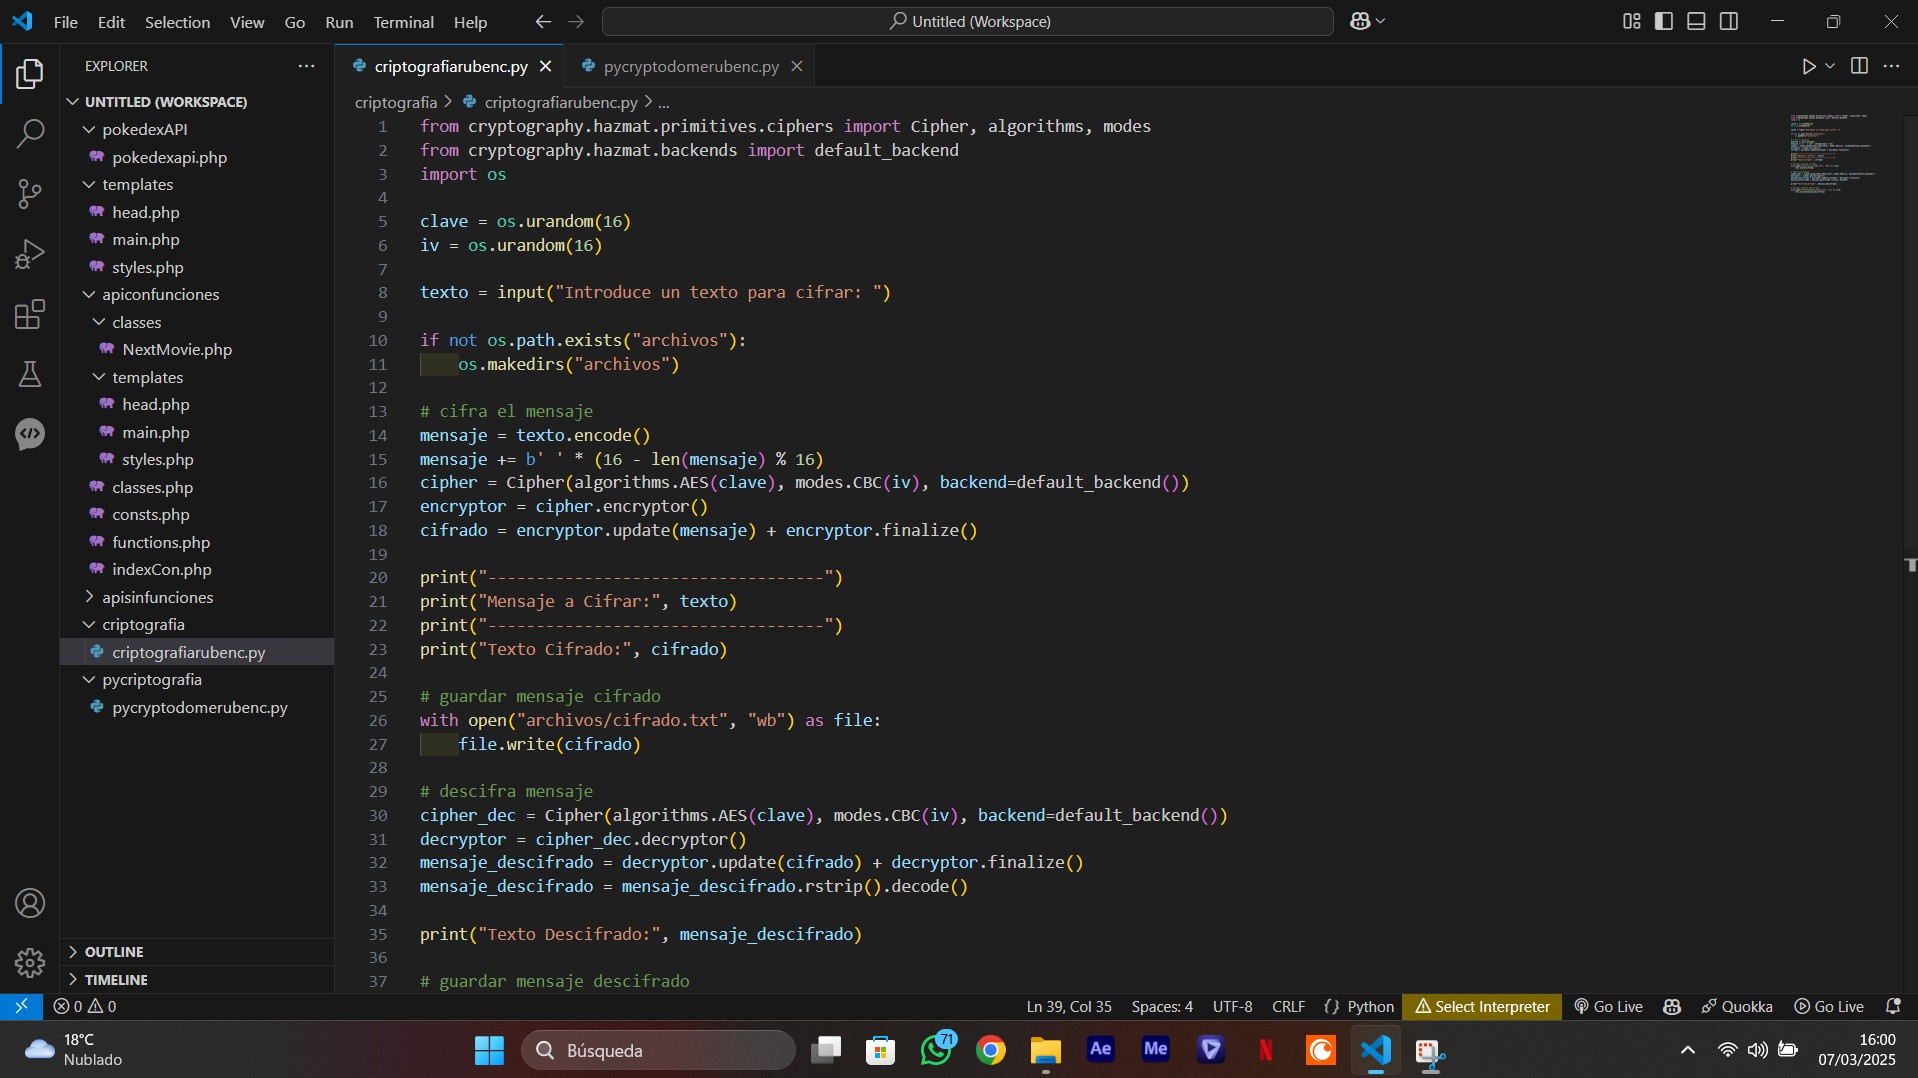 File Edit Selection View Go Run Terminal Help
Untitled (Workspace)
EXPLORER
UNTITLED (WORKSPACE)
pokedexAPI
pokedexapi.php
templates
head.php
main.php
styles.php
apiconfunciones
classes
NextMovie.php
templates
head.php
main.php
styles.php
classes.php
consts.php
functions.php
indexCon.php
apisinfunciones
criptografia
criptografiarubenc.py
pycriptografia
pycryptodomerubenc.py
OUTLINE
TIMELINE
criptografiarubenc.py pycryptodomerubenc.py
criptografia > criptografiarubenc.py > ...
1 from cryptography.hazmat.primitives.ciphers import Cipher, algorithms, modes
2 from cryptography.hazmat.backends import default_backend
3 import os
4
5 clave = os.urandom(16)
6 iv = os.urandom(16)
7
8 texto = input("Introduce un texto para cifrar: ")
9
10 if not os.path.exists("archivos"):
11     os.makedirs("archivos")
12
13 # cifra el mensaje
14 mensaje = texto.encode()
15 mensaje += b' ' * (16 - len(mensaje) % 16)
16 cipher = Cipher(algorithms.AES(clave), modes.CBC(iv), backend=default_backend())
17 encryptor = cipher.encryptor()
18 cifrado = encryptor.update(mensaje) + encryptor.finalize()
19
20 print("-----------------------------------")
21 print("Mensaje a Cifrar:", texto)
22 print("-----------------------------------")
23 print("Texto Cifrado:", cifrado)
24
25 # guardar mensaje cifrado
26 with open("archivos/cifrado.txt", "wb") as file:
27     file.write(cifrado)
28
29 # descifra mensaje
30 cipher_dec = Cipher(algorithms.AES(clave), modes.CBC(iv), backend=default_backend())
31 decryptor = cipher_dec.decryptor()
32 mensaje_descifrado = decryptor.update(cifrado) + decryptor.finalize()
33 mensaje_descifrado = mensaje_descifrado.rstrip().decode()
34
35 print("Texto Descifrado:", mensaje_descifrado)
36
37 # guardar mensaje descifrado
0 0 Ln 39, Col 35 Spaces: 4 UTF-8 CRLF {} Python Select Interpreter Go Live Quokka Go Live
18°C
Nublado
Búsqueda
71
Ae
Me
N
16:00
07/03/2025